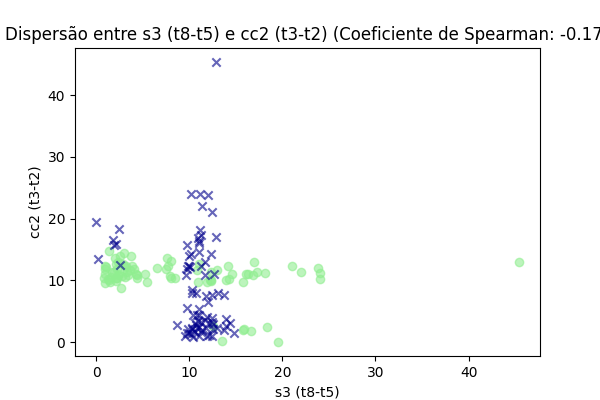 Dispersão entre s3 (t8-t5) e cc2 (t3-t2) (Coeficiente de Spearman: -0.17
40
30
20
10
0
cc2 (t3-t2)
0 10 20 30 40
s3 (t8-t5)